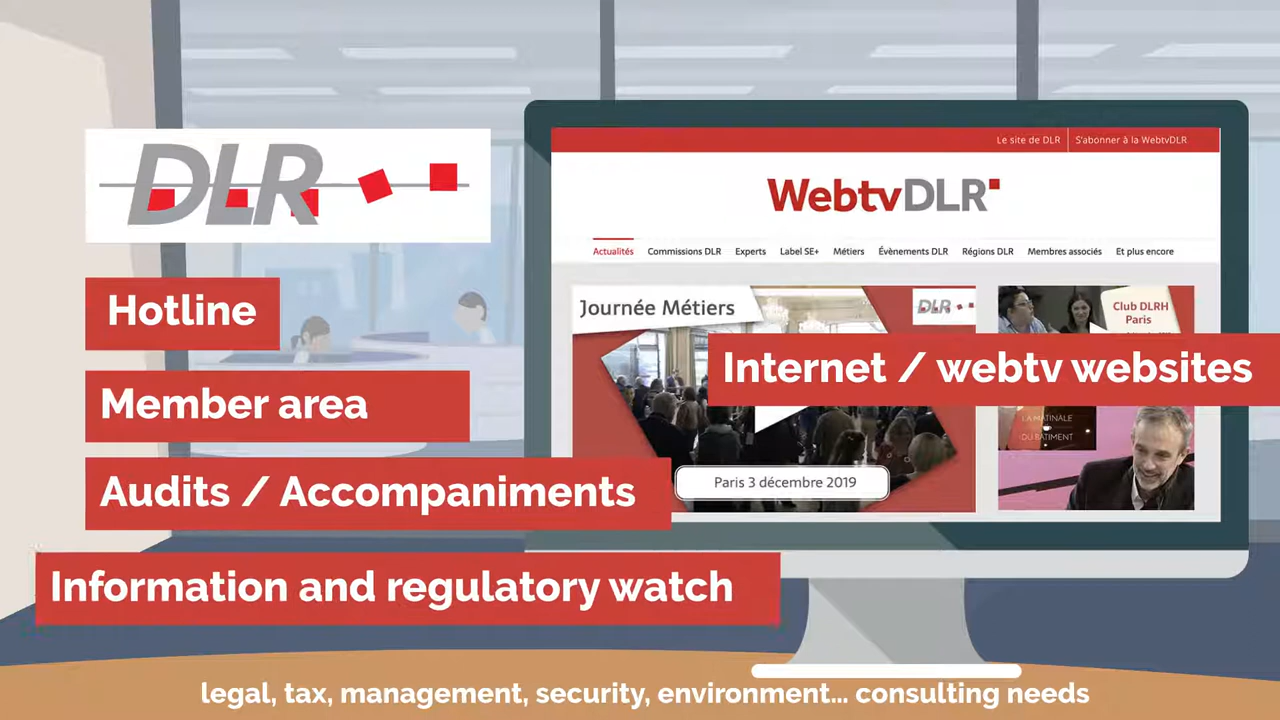 DLR
Hotline
Member area
Audits / Accompaniments
Information and regulatory watch
Le site de DLR
S'abonner à la WebtvDLR
WebtvDLR
Actualités Commissions DLR Experts Label SE+ Métiers Évènements DLR Régions DLR Membres associés Et plus encore
Journée Métiers
DLR
Club DLRH
Paris
Internet / webtv websites
LA MATINALE
DU BÂTIMENT
Paris 3 décembre 2019
legal, tax, management, security, environment... consulting needs